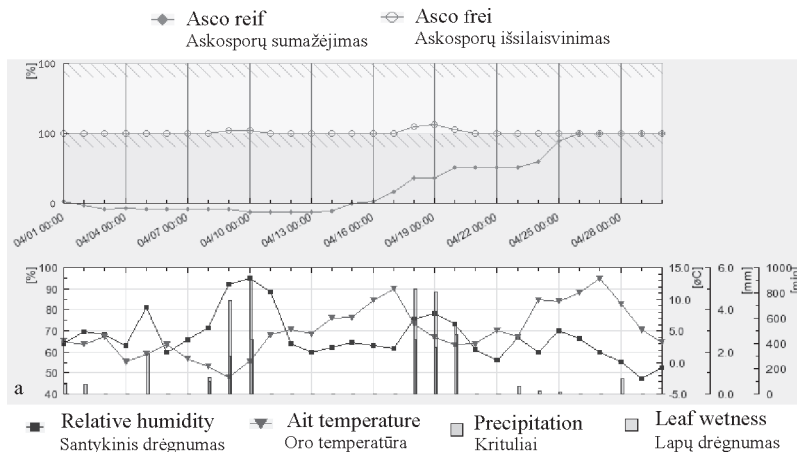 Asco reif Asco frei
Askosporų sumažėjimas Askosporų išsilaisvinimas
[%] 100
100
0
04/01 00:00 04/04 00:00 04/07 00:00 04/10 00:00 04/13 00:00 04/16 00:00 04/19 00:00 04/22 00:00 04/25 00:00 04/28 00:00
[%] 100 15.0 [øC] 6.0 [mm] 1000 [min]
90 10.0 800
80 4.0 600
70 5.0
60 0.0 2.0 400
50 200
a 40 -5.0 0.0 0
Relative humidity Ait temperature Precipitation Leaf wetness
Santykinis drėgnumas Oro temperatūra Krituliai Lapų drėgnumas